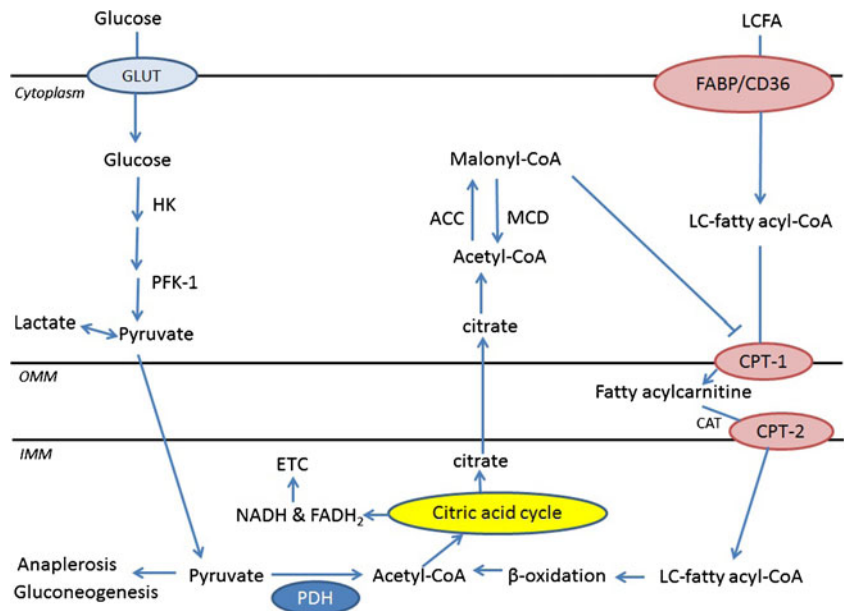 Glucose
LCFA
GLUT
FABP/CD36
Cytoplasm
Glucose
Malonyl-CoA
HK
ACC
MCD
LC-fatty acyl-CoA
Acetyl-CoA
PFK-1
Lactate
Pyruvate
citrate
CPT-1
OMM
Fatty acylcarnitine
CAT
CPT-2
IMM
ETC
citrate
NADH & FADH₂
Citric acid cycle
Anaplerosis
Gluconeogenesis
Pyruvate
PDH
Acetyl-CoA
β-oxidation
LC-fatty acyl-CoA